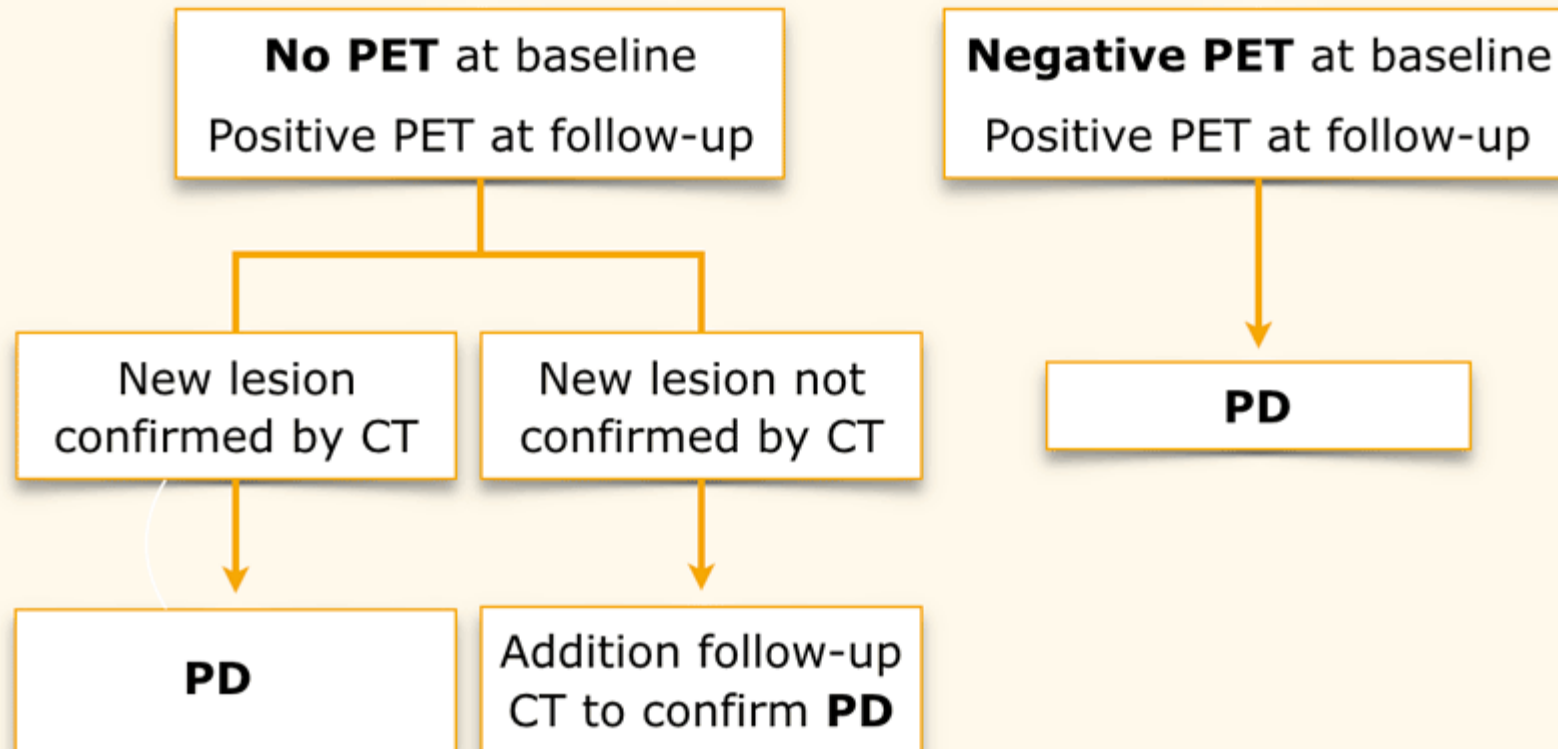 No PET at baseline
Positive PET at follow-up
Negative PET at baseline
Positive PET at follow-up
New lesion
confirmed by CT
New lesion not
confirmed by CT
PD
PD
Addition follow-up
CT to confirm PD